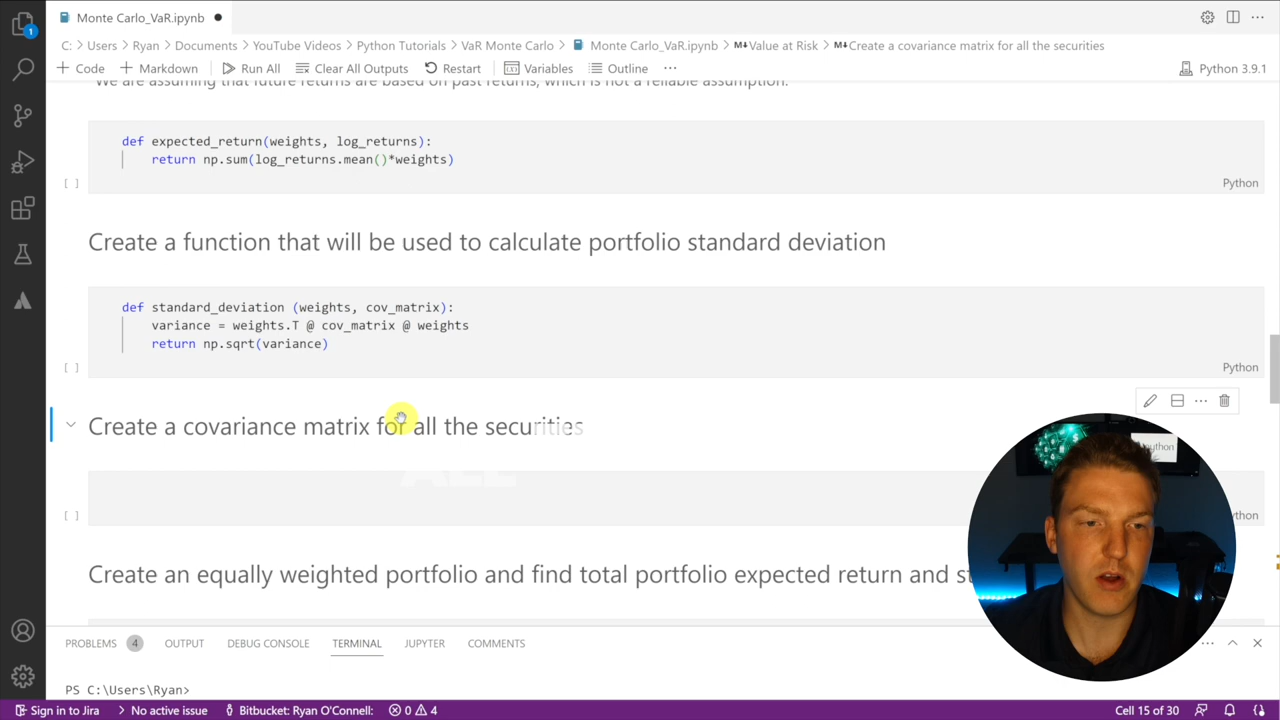 Monte Carlo_VaR.ipynb
C: Users Ryan Documents YouTube Videos Python Tutorials VaR Monte Carlo Monte Carlo_VaR.ipynb Value at Risk Create a covariance matrix for all the securities
Code Markdown Run All Clear All Outputs Restart Variables Outline ... Python 3.9.1
We are assuming that future returns are based on past returns, which is not a reliable assumption.
def expected_return(weights, log_returns):
return np.sum(log_returns.mean()*weights)
[ ] Python
Create a function that will be used to calculate portfolio standard deviation
def standard_deviation (weights, cov_matrix):
variance = weights.T @ cov_matrix @ weights
return np.sqrt(variance)
[ ] Python
Create a covariance matrix for all the securities
ALL
python
[ ] thon
Create an equally weighted portfolio and find total portfolio expected return and st
PROBLEMS 4 OUTPUT DEBUG CONSOLE TERMINAL JUPYTER COMMENTS
PS C:\Users\Ryan>
Sign in to Jira No active issue Bitbucket: Ryan O'Connell: 0 4 Cell 15 of 30